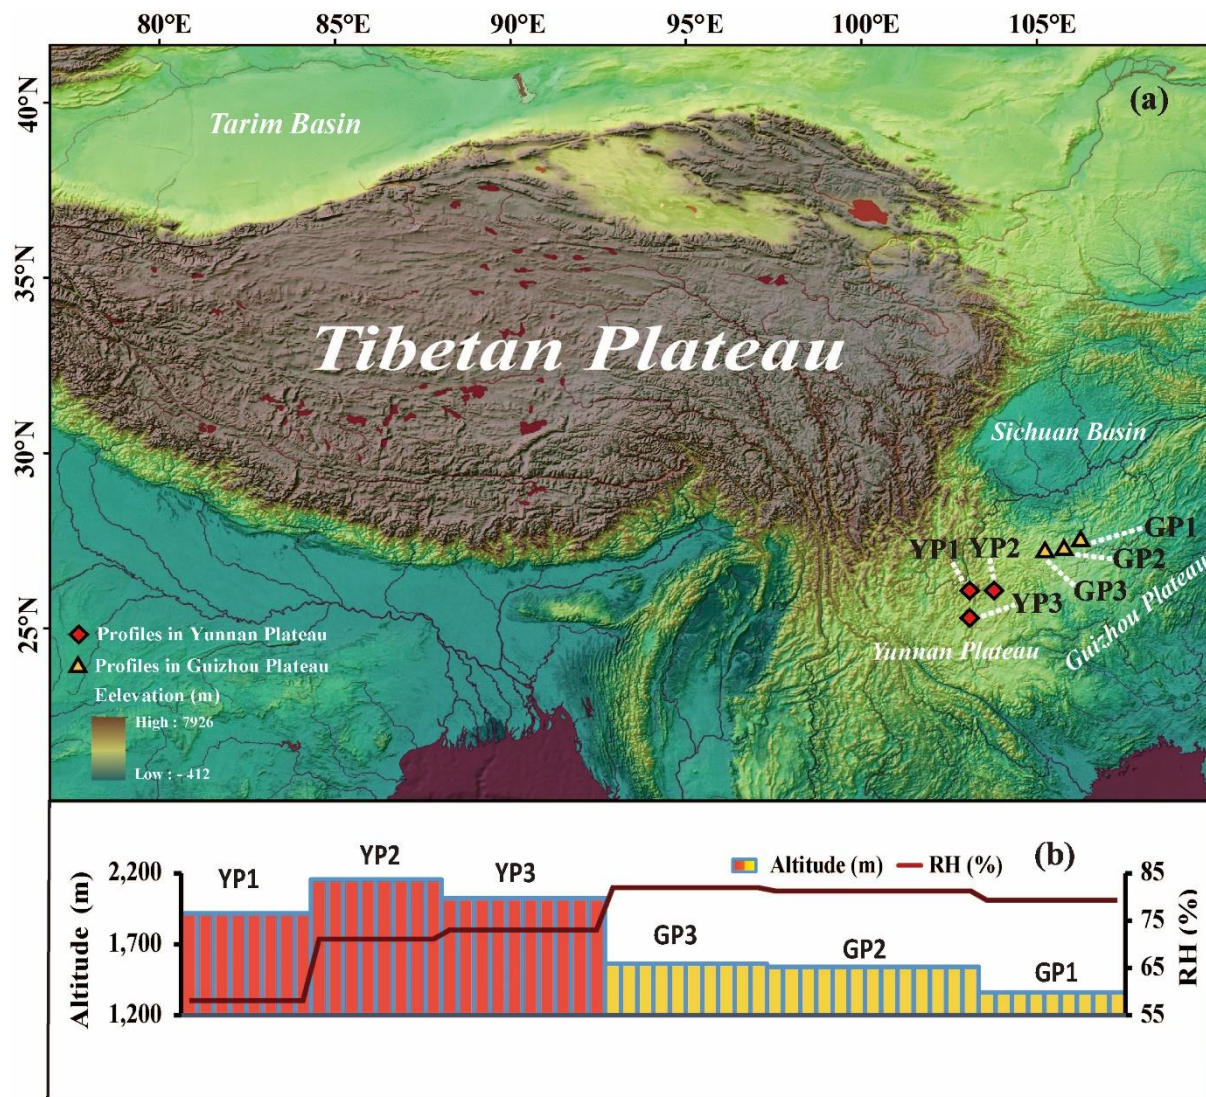 80°E 85°E 90°E 95°E 100°E 105°E
(a)
40°N
Tarim Basin
35°N
Tibetan Plateau
Sichuan Basin
30°N
GP1
YP1 YP2
GP2
GP3
YP3
25°N
Guizhou Plateau
Yunnan Plateau
Profiles in Yunnan Plateau
Profiles in Guizhou Plateau
Eelevation (m)
High : 7926
Low : - 412
(b)
Altitude (m) RH (%)
2,200
1,700
1,200
Altitude (m)
YP1
YP2
YP3
GP3
GP2
GP1
85
75
65
55
RH (%)